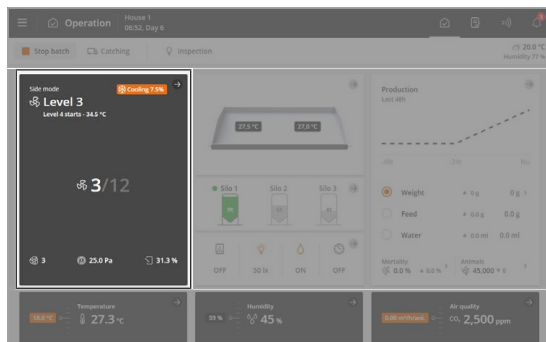 Operation
House 1
06:52, Day 6
Stop batch
Catching
Inspection
20.0 °C
Humidity 77 %
Side mode
Cooling 7.5%
Level 3
Level 4 starts - 34.5 °C
3/12
3
25.0 Pa
31.3 %
27,5 °C
27,0 °C
Silo 1
Silo 2
Silo 3
OFF
30 lx
ON
OFF
Production
Last 48h
Weight
0 g
0 g
Feed
0.0 g
0.0 g
Water
0.0 ml
0.0 ml
Mortality
0.0 %
0.0 %
Animals
45,000
0
Temperature
27.3 °C
Humidity
55 %
45 %
Air quality
CO₂ 2,500 ppm